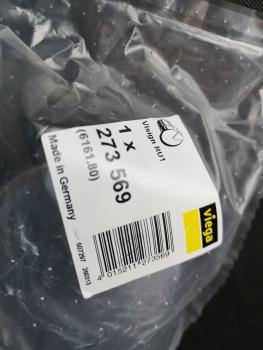 Visign RU1
1 x
273 569
(6161.80)
Made in Germany
Viega
4 015211 273569